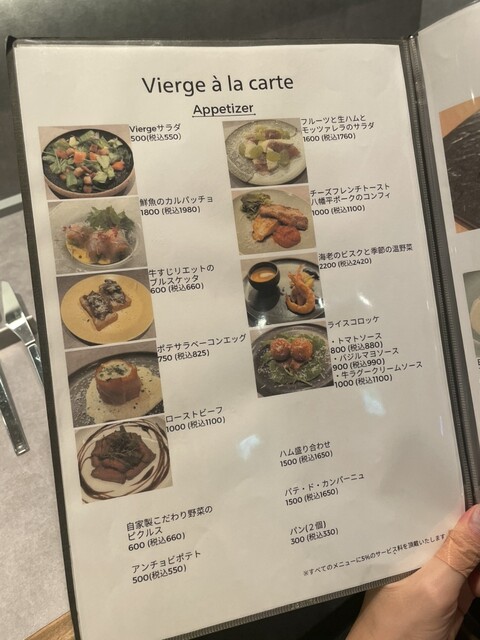 Vierge à la carte
Appetizer
Viergeサラダ
500(税込550)
鮮魚のカルパッチョ
1800 (税込1980)
牛すじリエットの
ブルスケッタ
600 (税込660)
ポテサラベーコンエッグ
750 (税込825)
ローストビーフ
1000 (税込1100)
自家製こだわり野菜の
ピクルス
600 (税込660)
アンチョビポテト
500(税込550)
フルーツと生ハムと
モッツァレラのサラダ
1600 (税込1760)
チーズフレンチトースト
八幡平ポークのコンフィ
1000 (税込1100)
海老のビスクと季節の温野菜
2200 (税込2420)
ライスコロッケ
・トマトソース
800 (税込880)
・バジルマヨソース
900 (税込990)
・牛ラグークリームソース
1000 (税込1100)
ハム盛り合わせ
1500 (税込1650)
パテ・ド・カンパーニュ
1500 (税込1650)
パン(２個)
300 (税込330)
※すべてのメニューに5%のサービス料を頂戴いたします